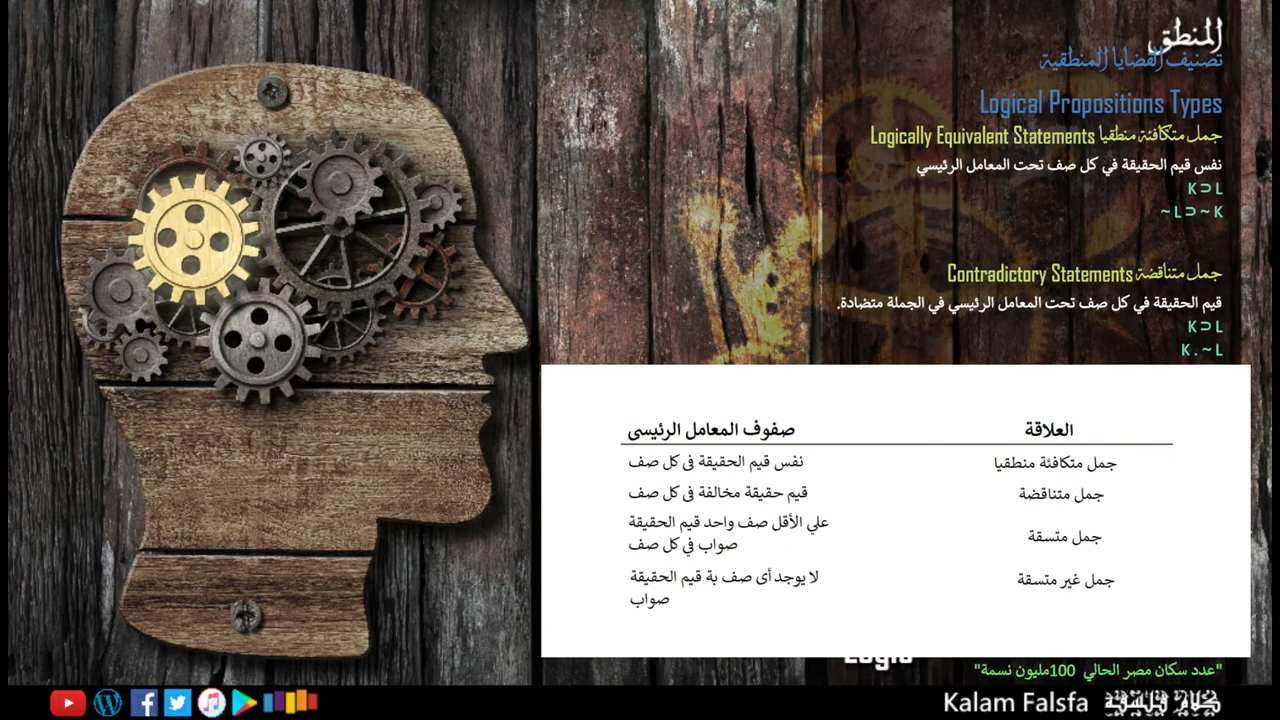 المنطق
تصنيف القضايا المنطقية
Logical Propositions Types
جمل متكافئة منطقيا Logically Equivalent Statements
نفس قيم الحقيقة في كل صف تحت المعامل الرئيسي
K ⊃ L
~ L ⊃ ~ K
جمل متناقضة Contradictory Statements
قيم الحقيقة في كل صف تحت المعامل الرئيسي في الجملة متضادة.
K ⊃ L
K . ~ L
العلاقة صفوف المعامل الرئيسى
جمل متكافئة منطقيا نفس قيم الحقيقة فى كل صف
جمل متناقضة قيم حقيقة مخالفة فى كل صف
جمل متسقة علي الأقل صف واحد قيم الحقيقة
صواب في كل صف
جمل غير متسقة لا يوجد أى صف بة قيم الحقيقة
صواب
Logic
"عدد سكان مصر الحالي 100مليون نسمة"
Kalam Falsfa كلام فلسفة